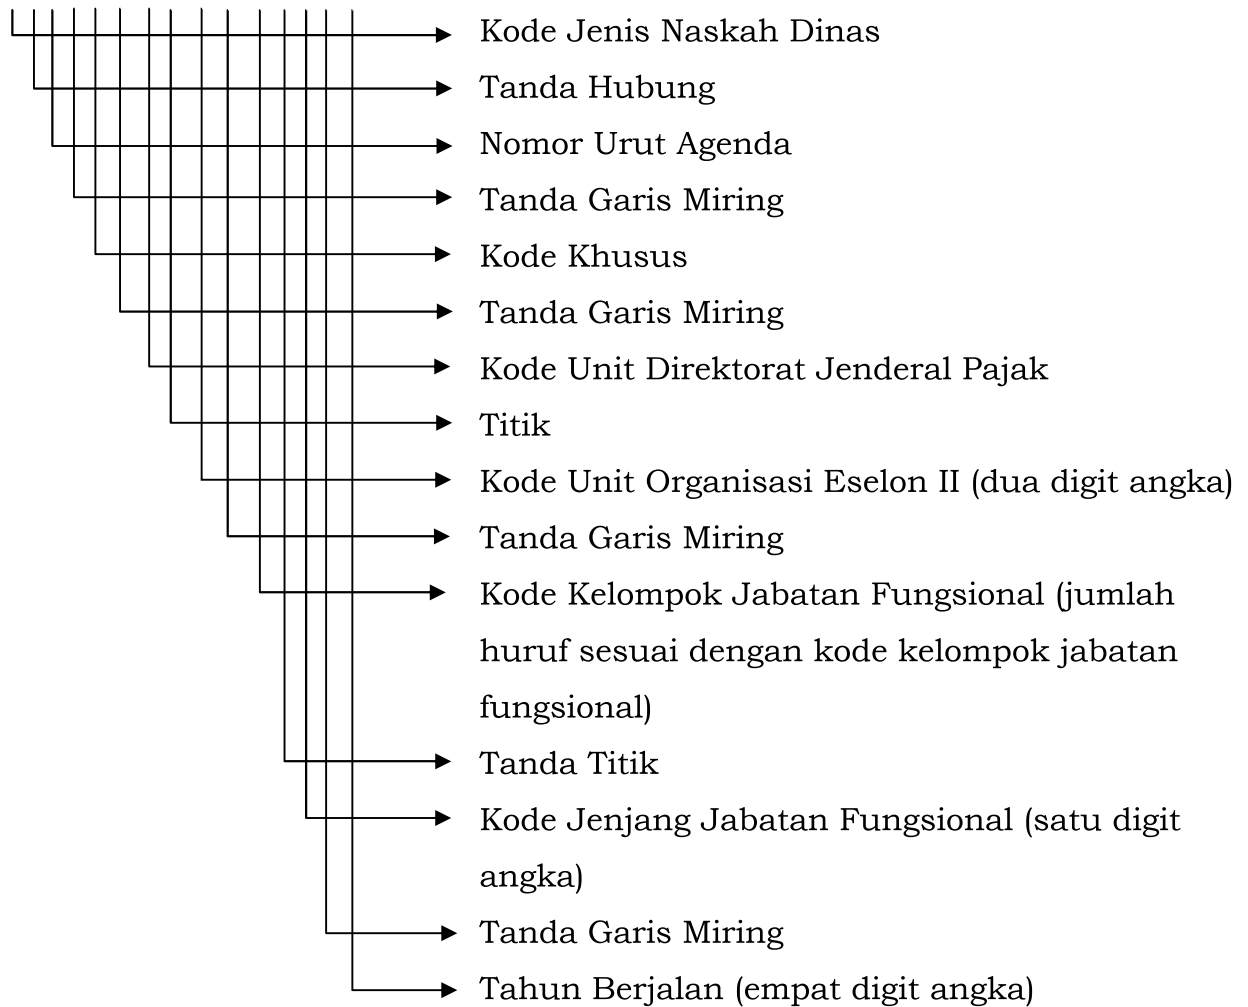 Kode Jenis Naskah Dinas
Tanda Hubung
Nomor Urut Agenda
Tanda Garis Miring
Kode Khusus
Tanda Garis Miring
Kode Unit Direktorat Jenderal Pajak
Titik
Kode Unit Organisasi Eselon II (dua digit angka)
Tanda Garis Miring
Kode Kelompok Jabatan Fungsional (jumlah
huruf sesuai dengan kode kelompok jabatan
fungsional)
Tanda Titik
Kode Jenjang Jabatan Fungsional (satu digit
angka)
Tanda Garis Miring
Tahun Berjalan (empat digit angka)